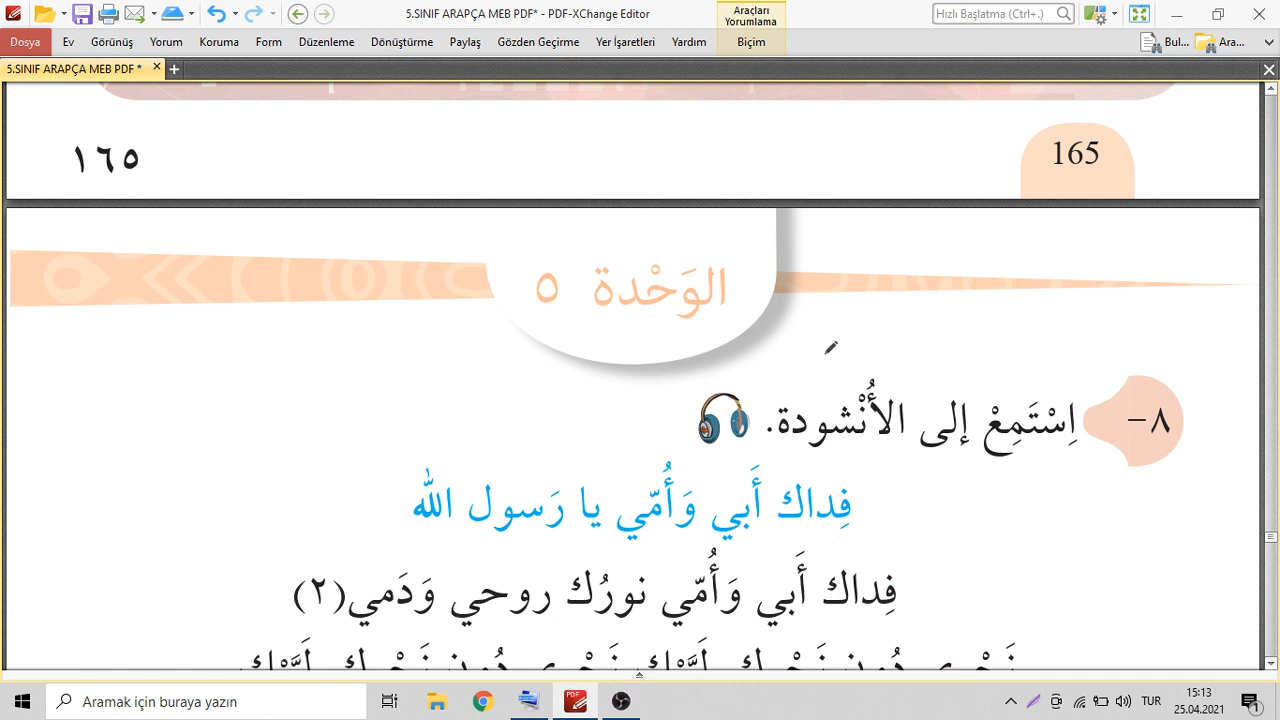 5.SINIF ARAPÇA MEB PDF* - PDF-XChange Editor
Araçları Yorumlama
Hızlı Başlatma (Ctrl+.)
Dosya Ev Görünüş Yorum Koruma Form Düzenleme Dönüştürme Paylaş Gözden Geçirme Yer İşaretleri Yardım Biçim Bul... Ara...
5.SINIF ARAPÇA MEB PDF *
١٦٥ 165
الوَحْدة ٥
٨- اِسْتَمِعْ إلى الأُنْشودة.
فِداك أَبي وَأُمّي يا رَسول الله
فِداك أَبي وَأُمّي نورُك روحي وَدَمي(٢)
Aramak için buraya yazın
TUR
15:13
25.04.2021
1